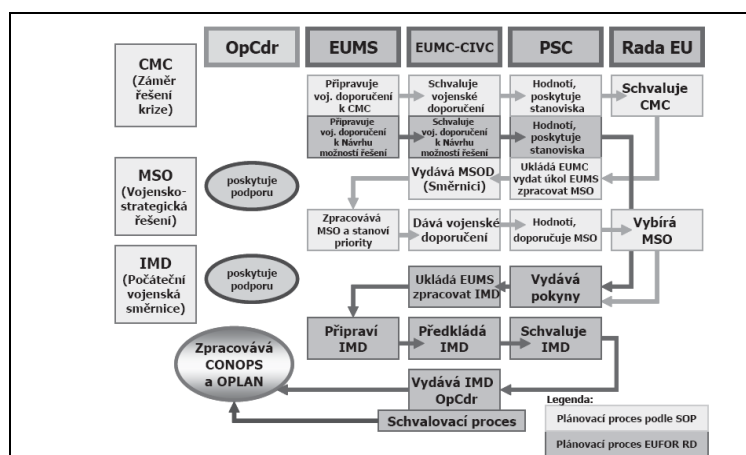 OpCdr
EUMS
EUMC-CIVC
PSC
Rada EU
CMC
(Záměr
řešení
krize)
Připravuje
voj. doporučení
k CMC
Schvaluje
vojenské
doporučení
Hodnotí,
poskytuje
stanoviska
Schvaluje
CMC
Připravuje
voj. doporučení
k Návrhu
možností řešení
Schvaluje
voj. doporučení
k Návrhu
možností řešení
Hodnotí,
poskytuje
stanoviska
MSO
(Vojensko-
strategická
řešení)
poskytuje
podporu
Vydává MSOD
(Směrnici)
Ukládá EUMC
vydat úkol EUMS
zpracovat MSO
Zpracovává
MSO a stanoví
priority
Dává vojenské
doporučení
Hodnotí,
doporučuje MSO
Vybírá
MSO
IMD
(Počáteční
vojenská
směrnice)
poskytuje
podporu
Ukládá EUMS
zpracovat IMD
Vydává
pokyny
Připraví
IMD
Předkládá
IMD
Schvaluje
IMD
Zpracovává
CONOPS
a OPLAN
Vydává IMD
OpCdr
Schvalovací proces
Legenda:
Plánovací proces podle SOP
Plánovací proces EUFOR RD